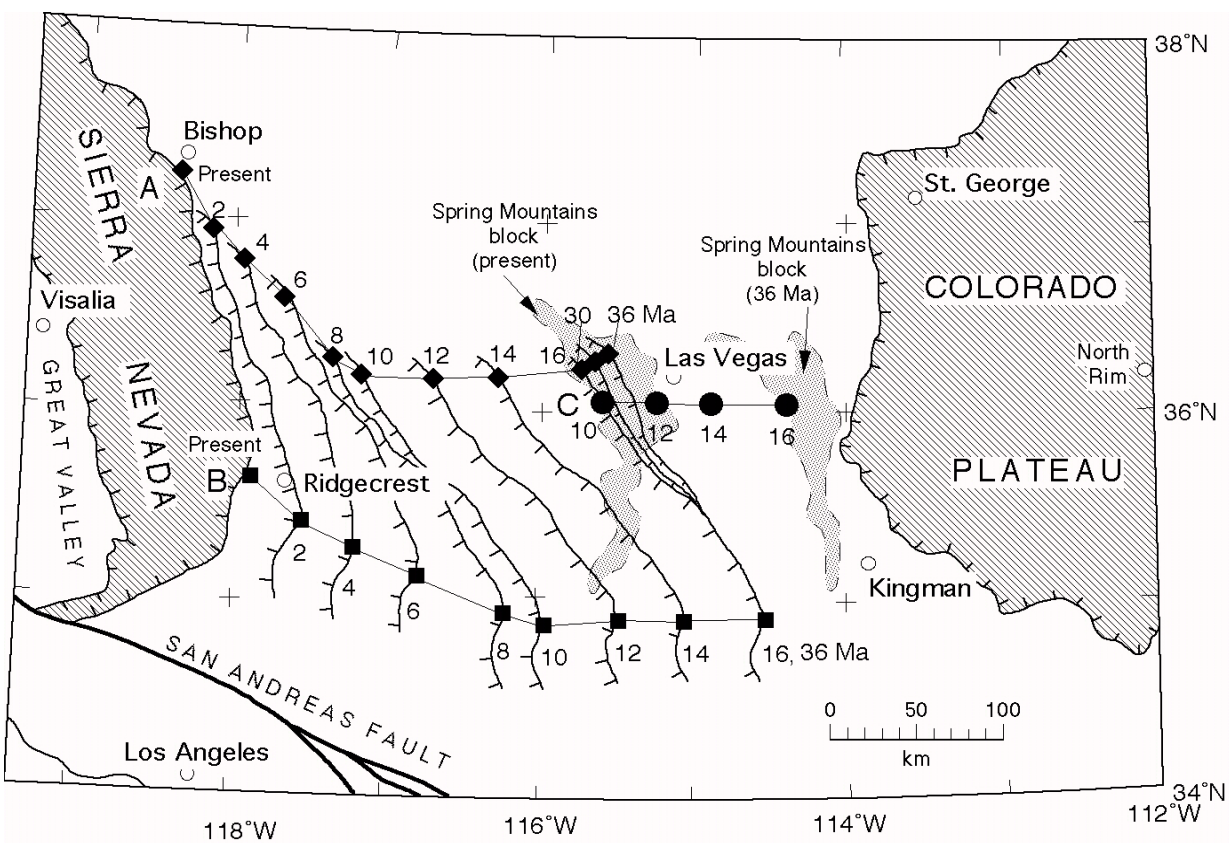 38°N
Bishop
SIERRA
NEVADA
A
Present
2
4
6
8
10
12
14
16
30
36 Ma
Spring Mountains
block
(present)
Spring Mountains
block
(36 Ma)
St. George
COLORADO
PLATEAU
North
Rim
Visalia
GREAT VALLEY
Las Vegas
C
10
12
14
16
36°N
Present
B
Ridgecrest
2
4
6
8
10
12
14
16, 36 Ma
Kingman
SAN ANDREAS FAULT
Los Angeles
0
50
100
km
34°N
118°W
116°W
114°W
112°W